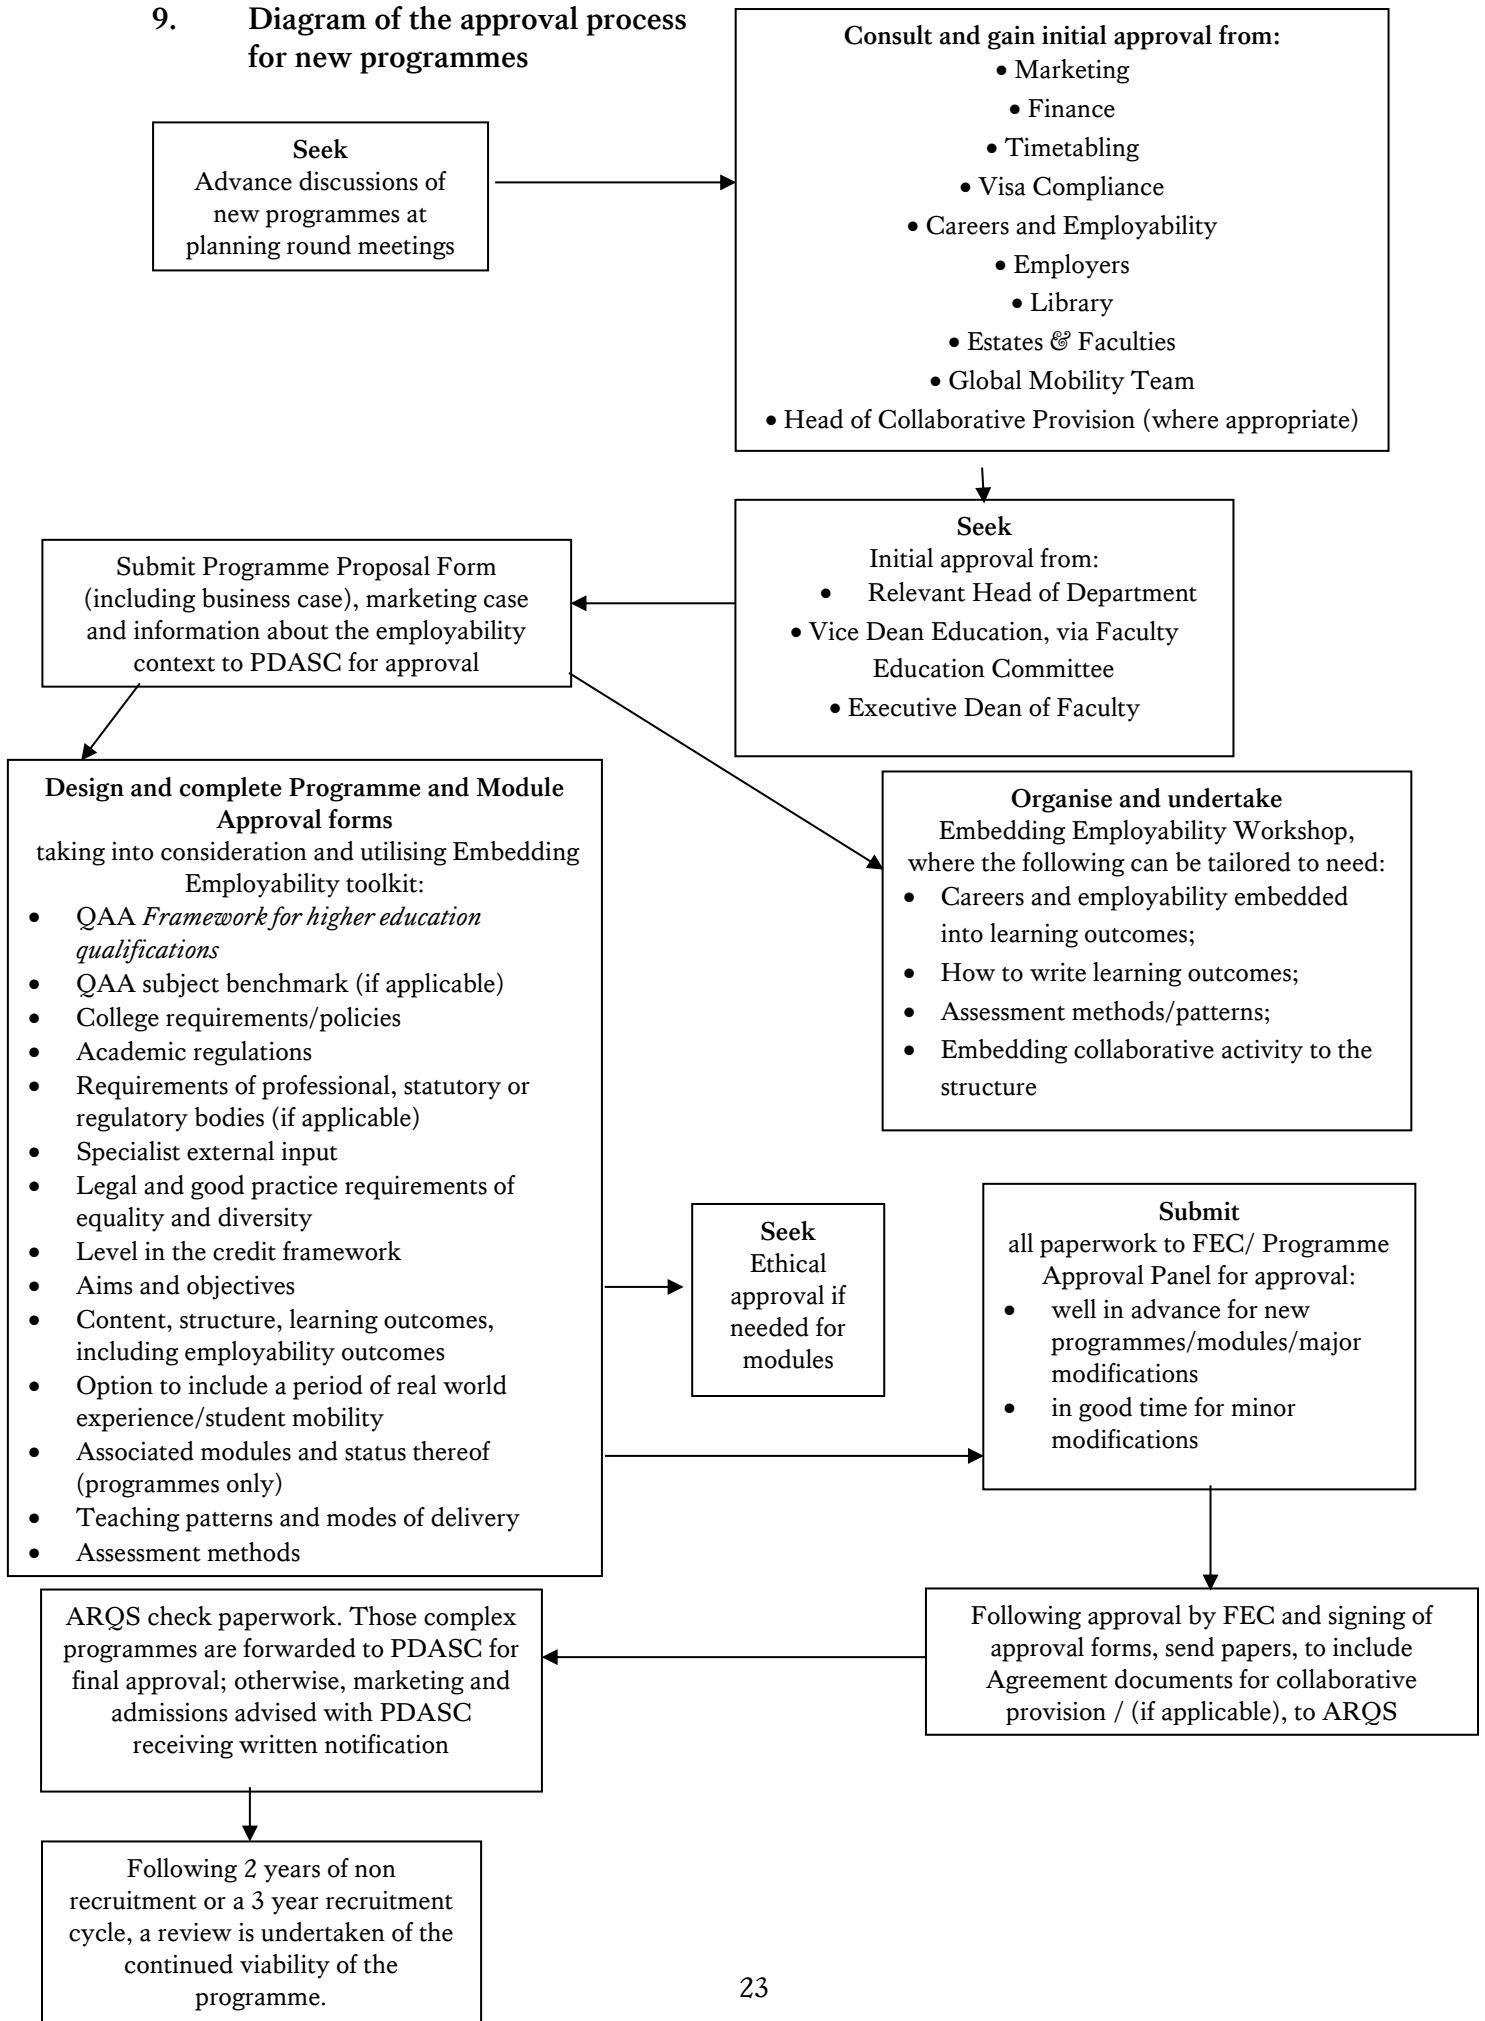 9. Diagram of the approval process
for new programmes
Seek
Advance discussions of
new programmes at
planning round meetings
Consult and gain initial approval from:
• Marketing
• Finance
• Timetabling
• Visa Compliance
• Careers and Employability
• Employers
• Library
• Estates & Faculties
• Global Mobility Team
• Head of Collaborative Provision (where appropriate)
Seek
Initial approval from:
• Relevant Head of Department
• Vice Dean Education, via Faculty
Education Committee
• Executive Dean of Faculty
Submit Programme Proposal Form
(including business case), marketing case
and information about the employability
context to PDASC for approval
Design and complete Programme and Module
Approval forms
taking into consideration and utilising Embedding
Employability toolkit:
• QAA Framework for higher education
qualifications
• QAA subject benchmark (if applicable)
• College requirements/policies
• Academic regulations
• Requirements of professional, statutory or
regulatory bodies (if applicable)
• Specialist external input
• Legal and good practice requirements of
equality and diversity
• Level in the credit framework
• Aims and objectives
• Content, structure, learning outcomes,
including employability outcomes
• Option to include a period of real world
experience/student mobility
• Associated modules and status thereof
(programmes only)
• Teaching patterns and modes of delivery
• Assessment methods
Organise and undertake
Embedding Employability Workshop,
where the following can be tailored to need:
• Careers and employability embedded
into learning outcomes;
• How to write learning outcomes;
• Assessment methods/patterns;
• Embedding collaborative activity to the
structure
Seek
Ethical
approval if
needed for
modules
Submit
all paperwork to FEC/ Programme
Approval Panel for approval:
• well in advance for new
programmes/modules/major
modifications
• in good time for minor
modifications
Following approval by FEC and signing of
approval forms, send papers, to include
Agreement documents for collaborative
provision / (if applicable), to ARQS
ARQS check paperwork. Those complex
programmes are forwarded to PDASC for
final approval; otherwise, marketing and
admissions advised with PDASC
receiving written notification
Following 2 years of non
recruitment or a 3 year recruitment
cycle, a review is undertaken of the
continued viability of the
programme.
23